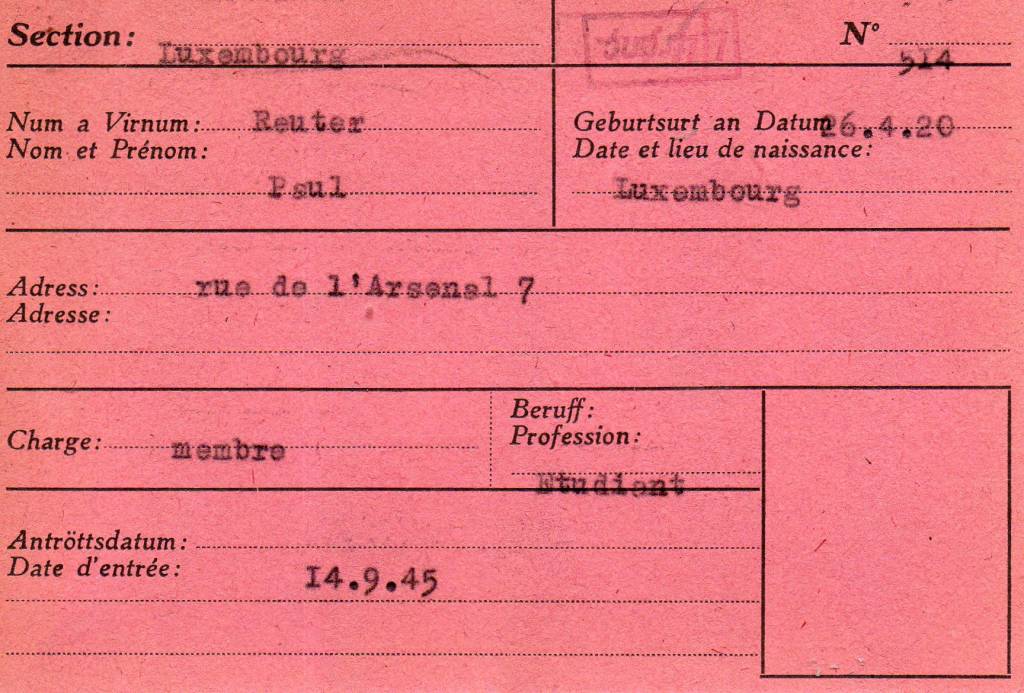 Section: Luxembourg
N° 514
Num a Virnum: Reuter
Nom et Prénom:
Paul
Geburtsurt an Datum 26.4.20
Date et lieu de naissance:
Luxembourg
Adress: rue de l'Arsenal 7
Adresse:
Charge: membre
Beruff:
Profession:
Etudiant
Antröttsdatum:
Date d'entrée: 14.9.45